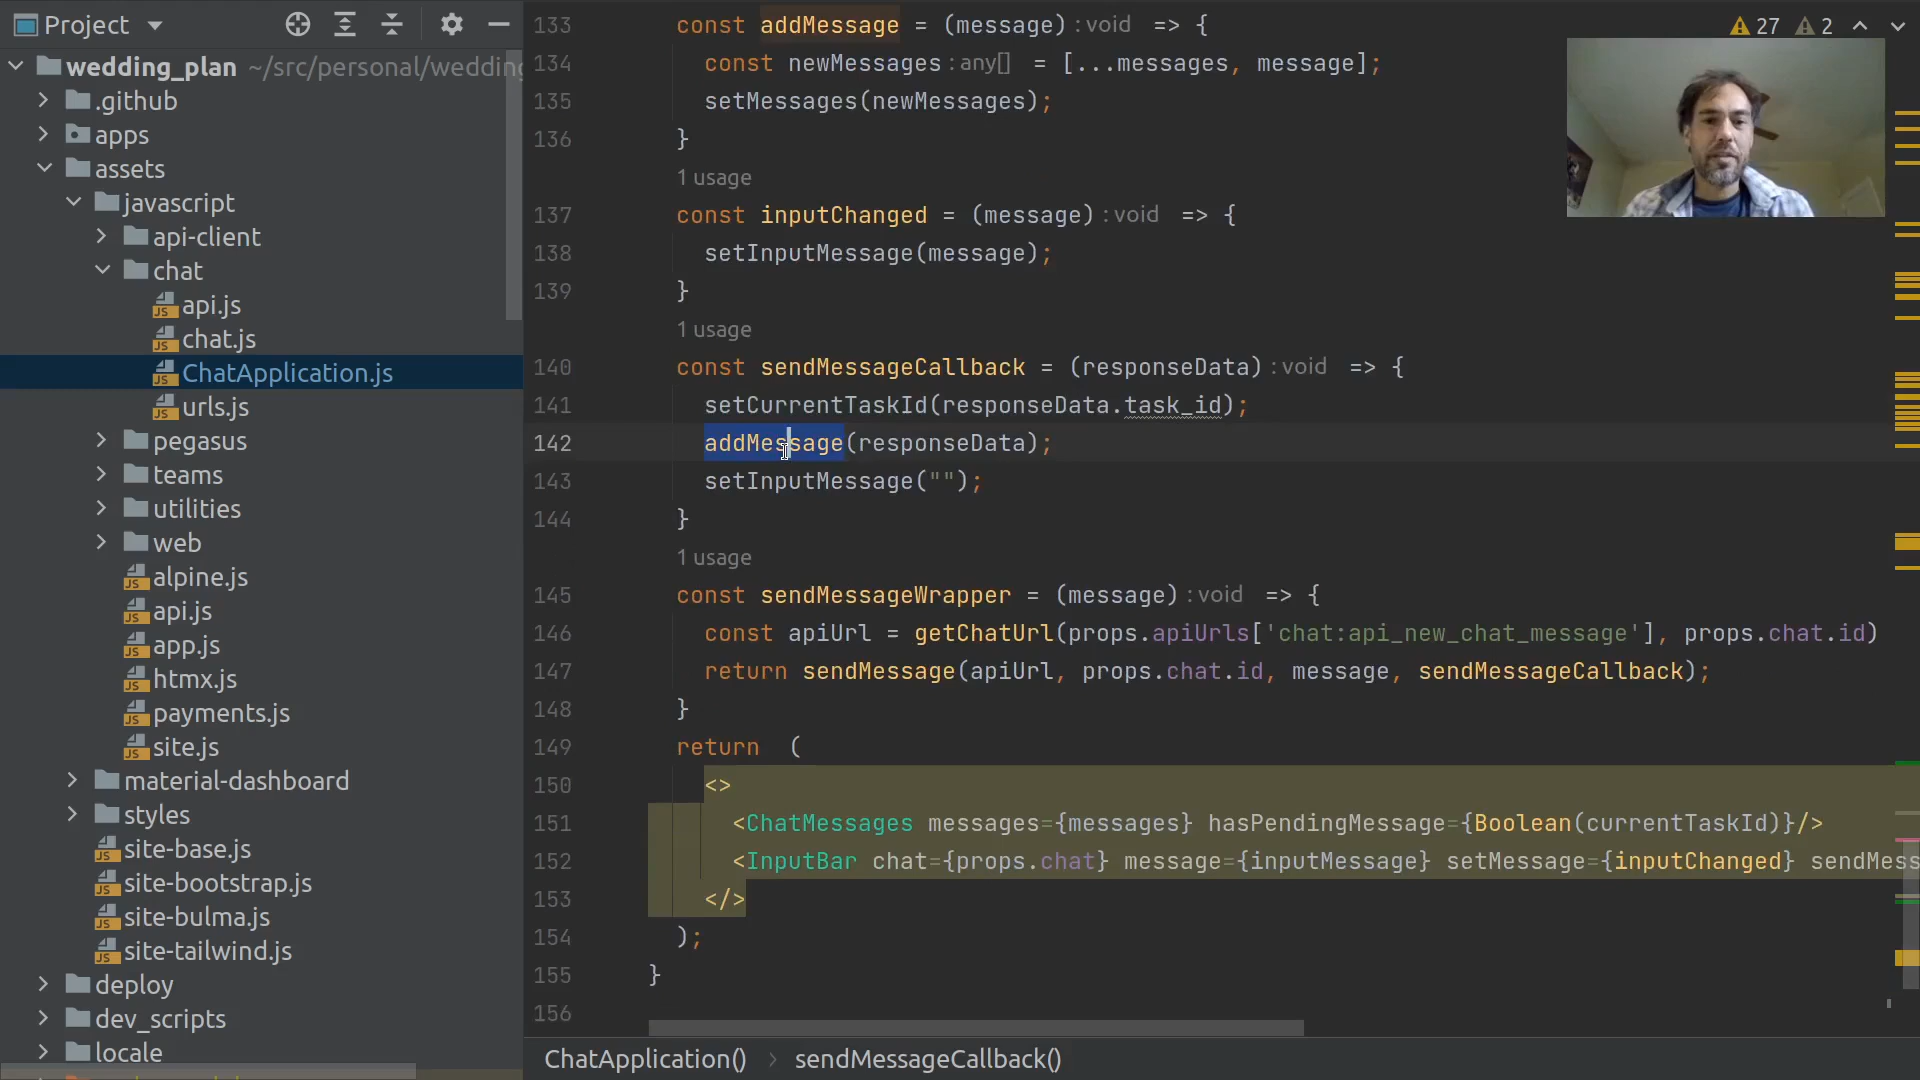 Project
wedding_plan ~/src/personal/wedding
.github
apps
assets
javascript
api-client
chat
api.js
chat.js
ChatApplication.js
urls.js
pegasus
teams
utilities
web
alpine.js
api.js
app.js
htmx.js
payments.js
site.js
material-dashboard
styles
site-base.js
site-bootstrap.js
site-bulma.js
site-tailwind.js
deploy
dev_scripts
locale
27 2
133 const addMessage = (message) : void => {
134 const newMessages : any[] = [...messages, message];
135 setMessages(newMessages);
136 }
1 usage
137 const inputChanged = (message) : void => {
138 setInputMessage(message);
139 }
1 usage
140 const sendMessageCallback = (responseData) : void => {
141 setCurrentTaskId(responseData.task_id);
142 addMessage(responseData);
143 setInputMessage("");
144 }
1 usage
145 const sendMessageWrapper = (message) : void => {
146 const apiUrl = getChatUrl(props.apiUrls['chat:api_new_chat_message'], props.chat.id)
147 return sendMessage(apiUrl, props.chat.id, message, sendMessageCallback);
148 }
149 return (
150 <>
151 <ChatMessages messages={messages} hasPendingMessage={Boolean(currentTaskId)}/>
152 <InputBar chat={props.chat} message={inputMessage} setMessage={inputChanged} sendMess
153 </>
154 );
155 }
156
ChatApplication() > sendMessageCallback()